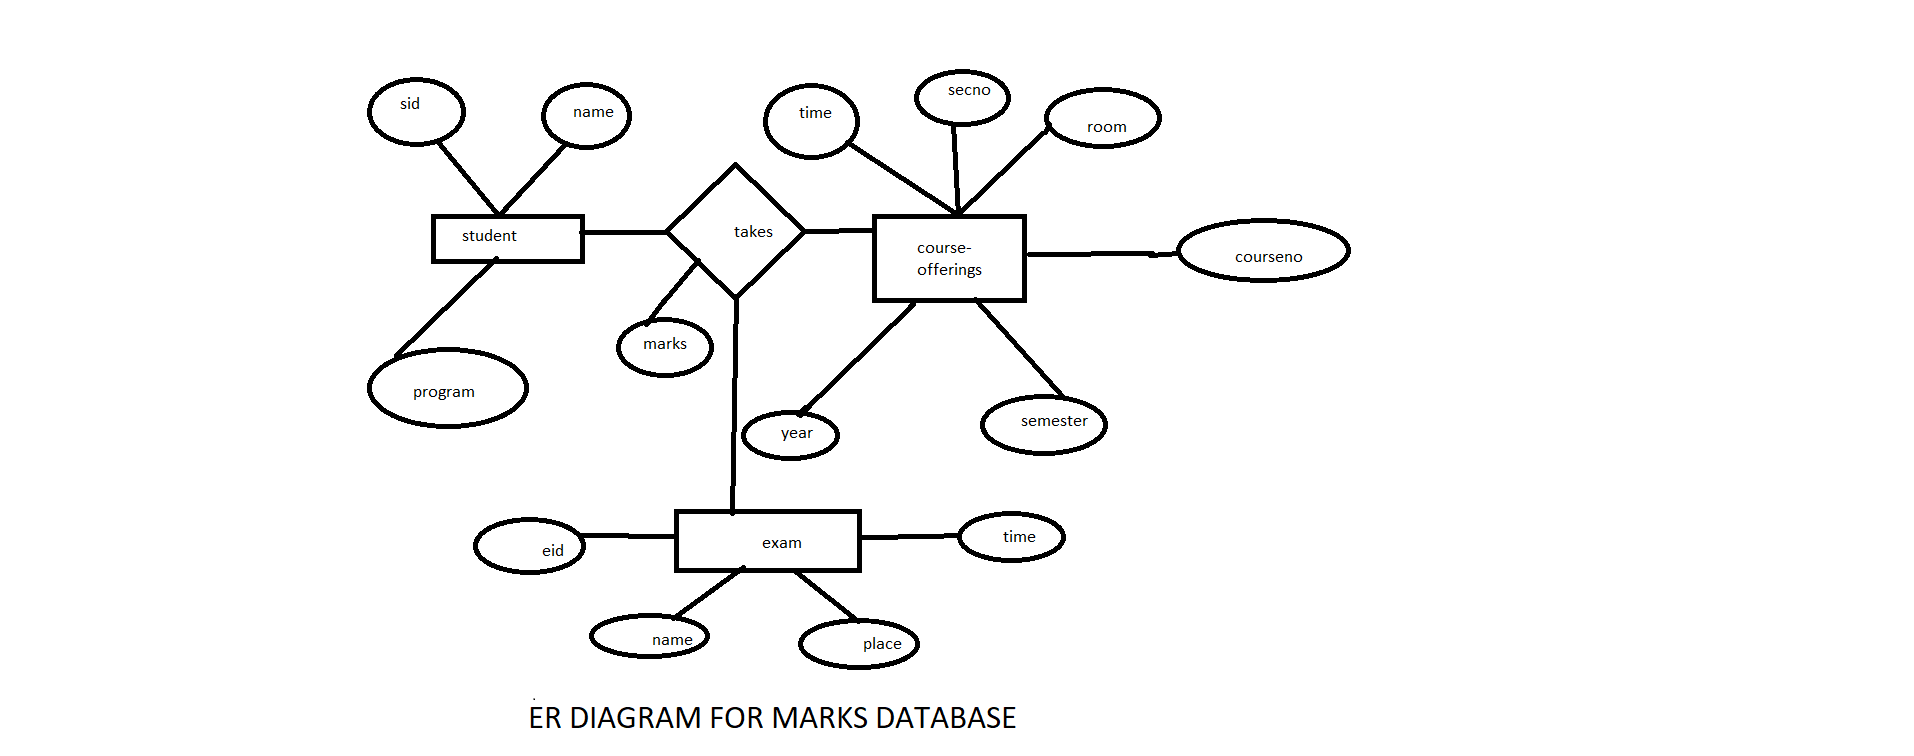 sid
name
time
secno
room
student
takes
course-
offerings
courseno
marks
program
year
semester
eid
exam
time
name
place
ER DIAGRAM FOR MARKS DATABASE